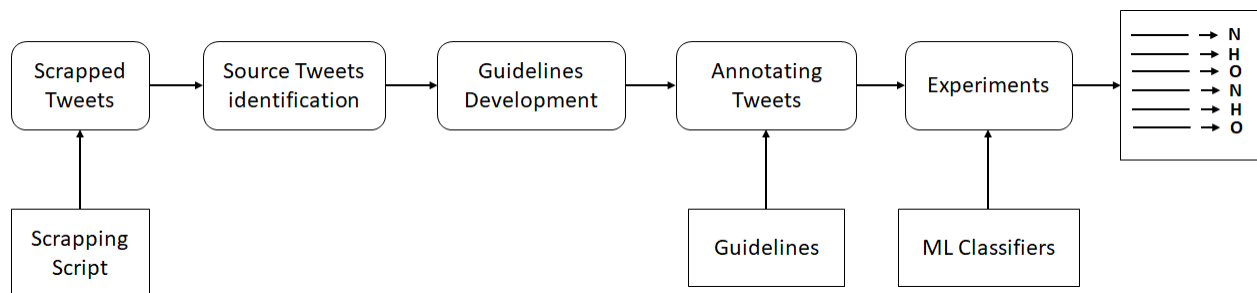 Scrapped
Tweets
Source Tweets
identification
Guidelines
Development
Annotating
Tweets
Experiments
N
H
O
N
H
O
Scrapping
Script
Guidelines
ML Classifiers